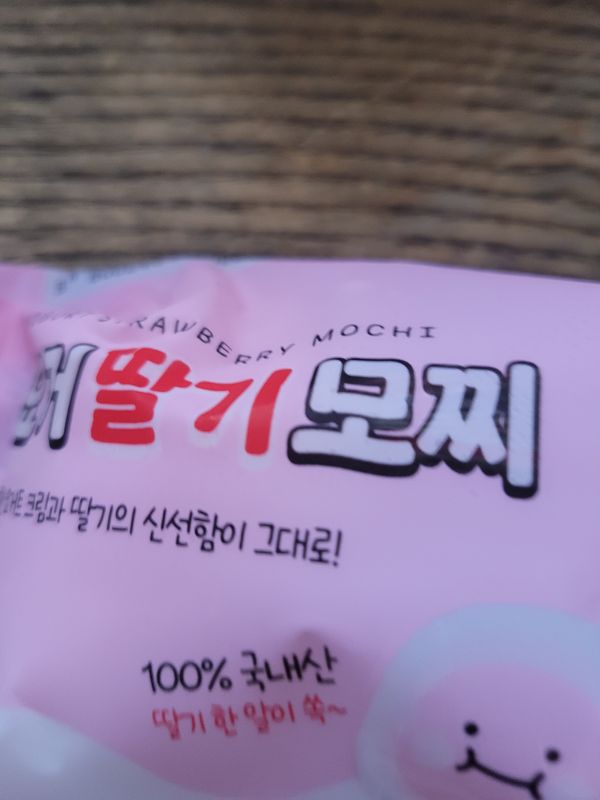 STRAWBERRY MOCHI
딸기 모찌
크림과 딸기의 신선함이 그대로!
100% 국내산
딸기 한 알이 쏙~